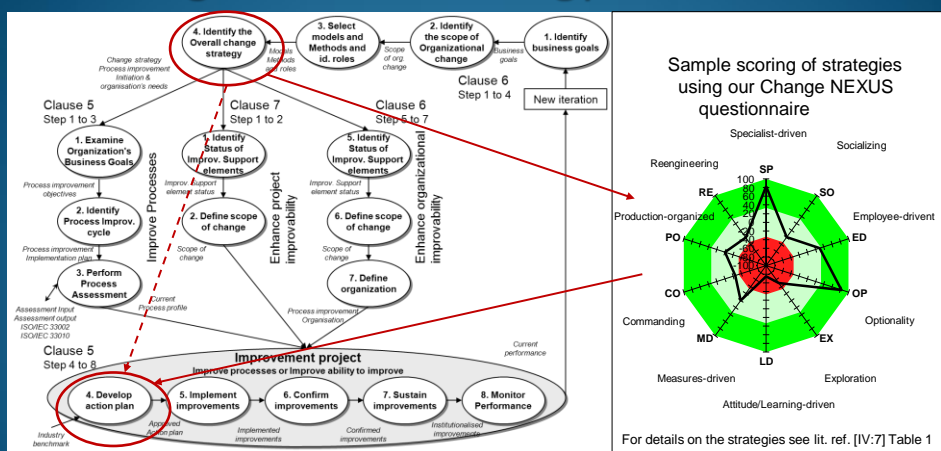 4. Identify the
Overall change
strategy
3. Select
models and
Methods and
id. roles
2. Identify
the scope of
Organizational
change
1. Identify
business goals
Models
Methods
and roles
Scope
of org.
change
Business
goals
Change strategy
Process improvement
Initiation &
organisation's needs
Clause 6
Step 1 to 4
New iteration
Clause 5
Step 1 to 3
Clause 7
Step 1 to 2
Clause 6
Step 5 to 7
1. Examine
Organization's
Business Goals
Process improvement
objectives
2. Identify
Process Improv.
cycle
Process improvement
Implementation plan
3. Perform
Process
Assessment
Assessment Input
Assessment output
ISO/IEC 33002
ISO/IEC 33010
Current
Process profile
Improve Processes
1. Identify
Status of
Improv. Support
elements
Improv. Support
element status
2. Define scope
of change
Scope of
change
Enhance project
improvability
5. Identify
Status of
Improv. Support
elements
Improv. Support
element status
6. Define scope
of change
Scope of
change
7. Define
organization
Process improvement
Organisation
Enhance organizational
improvability
Clause 5
Step 4 to 8
Improvement project
Improve processes or Improve ability to improve
Current
performance
4. Develop
action plan
5. Implement
improvements
6. Confirm
improvements
7. Sustain
improvements
8. Monitor
Performance
Industry
benchmark
Approved
Action plan
Implemented
improvements
Confirmed
improvements
Institutionalised
improvements
Sample scoring of strategies
using our Change NEXUS
questionnaire
Specialist-driven
Socializing
Reengineering
Employee-drivent
Production-organized
Optionality
Commanding
Exploration
Measures-driven
Attitude/Learning-driven
SP
SO
ED
OP
EX
LD
MD
CO
PO
RE
100
80
60
40
20
For details on the strategies see lit. ref. [IV:7] Table 1